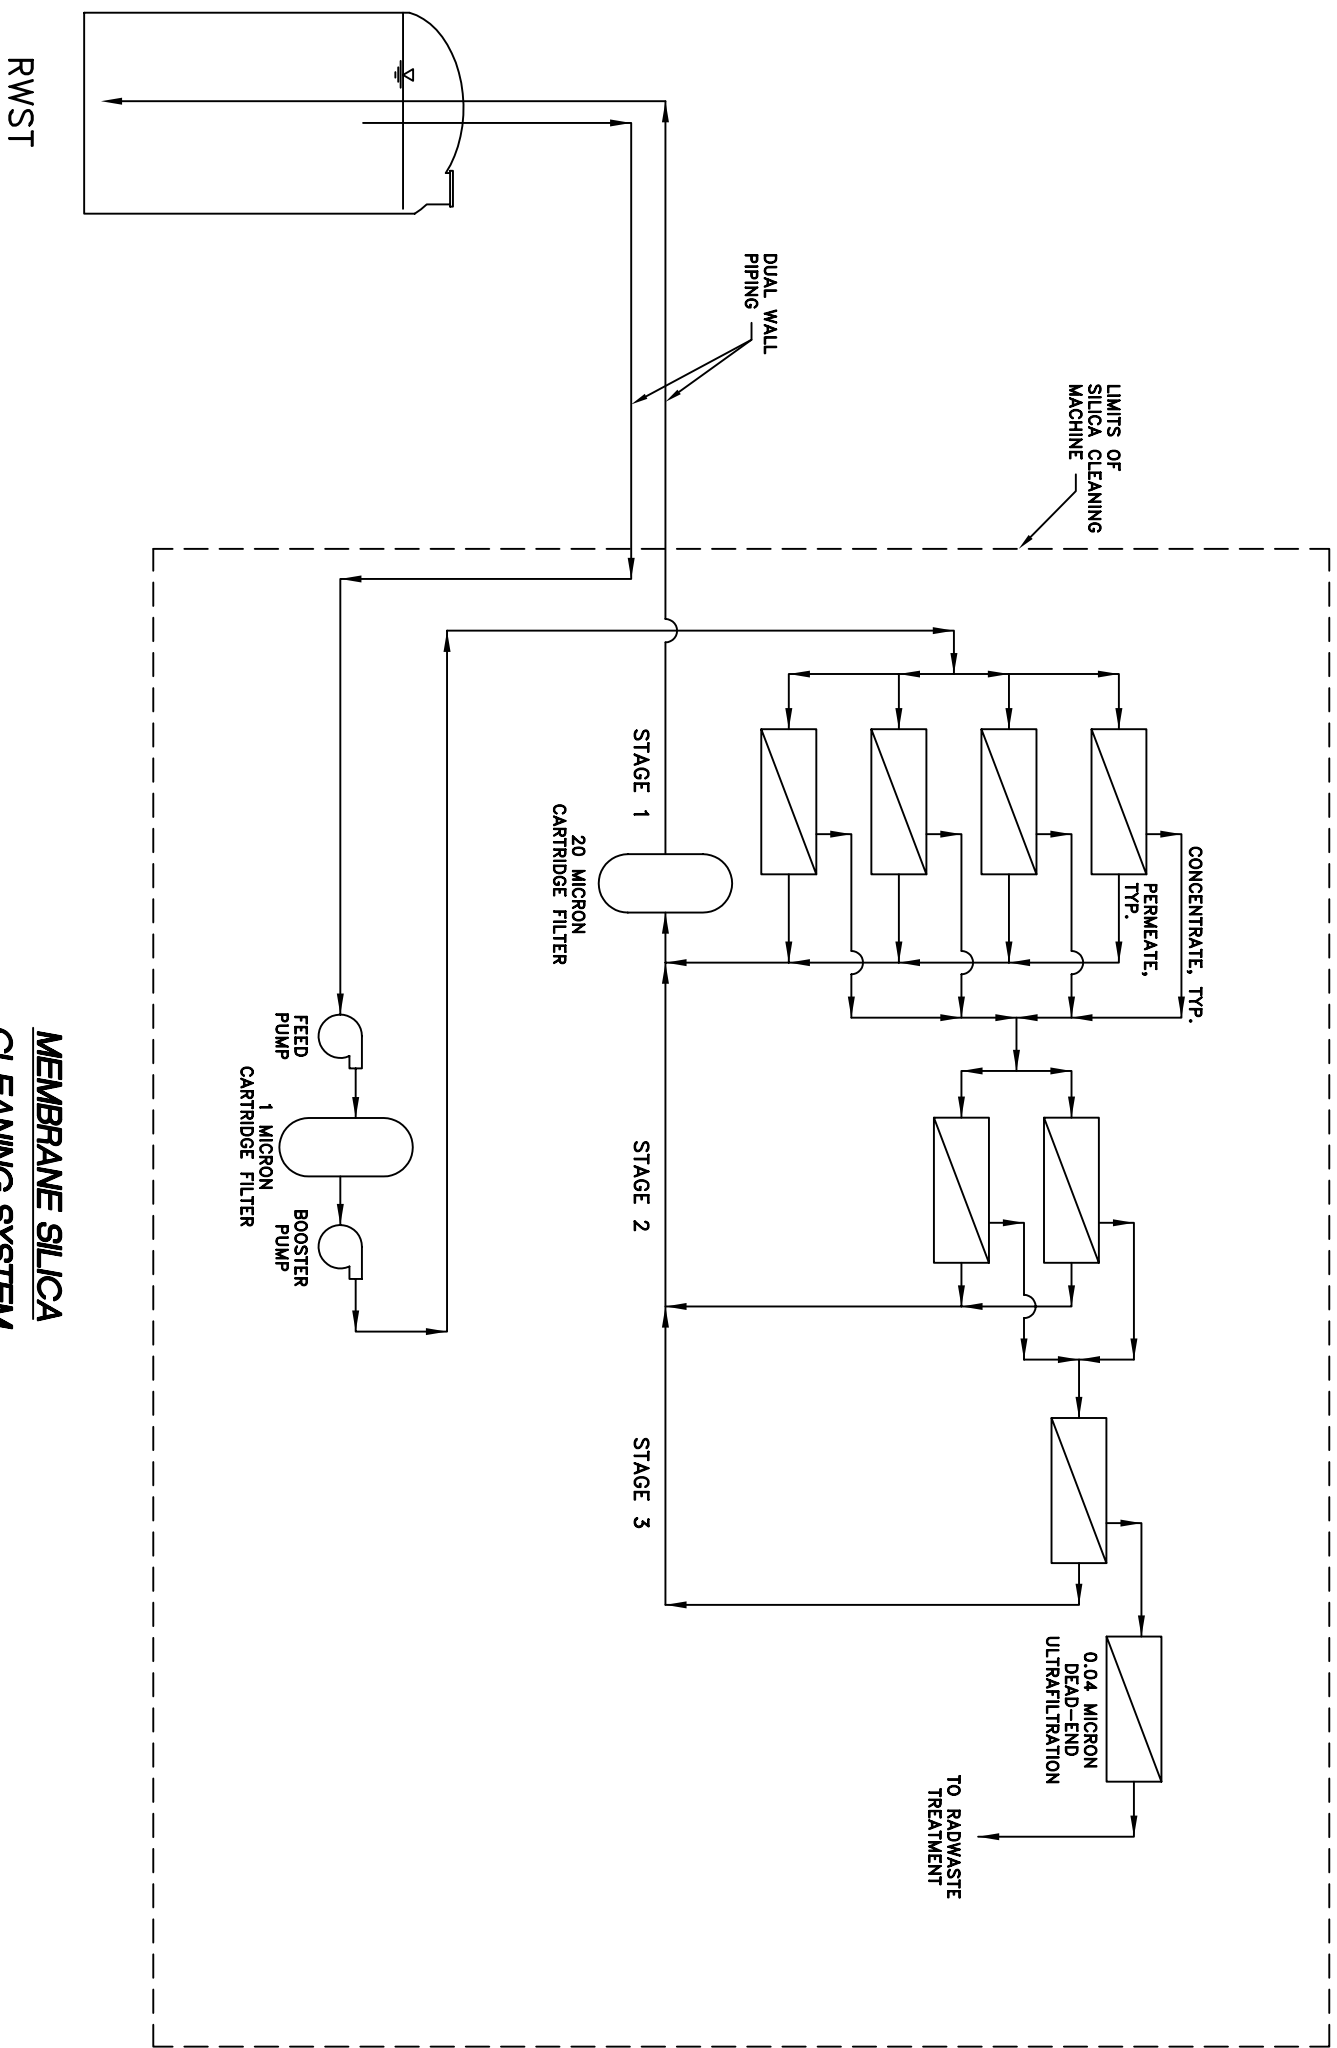 RWST
DUAL WALL
PIPING
LIMITS OF
SILICA CLEANING
MACHINE
CONCENTRATE, TYP.
PERMEATE,
TYP.
STAGE 1
20 MICRON
CARTRIDGE FILTER
STAGE 2
STAGE 3
0.04 MICRON
DEAD-END
ULTRAFILTRATION
TO RADWASTE
TREATMENT
FEED
PUMP
1 MICRON
CARTRIDGE FILTER
BOOSTER
PUMP
MEMBRANE SILICA
CLEANING SYSTEM